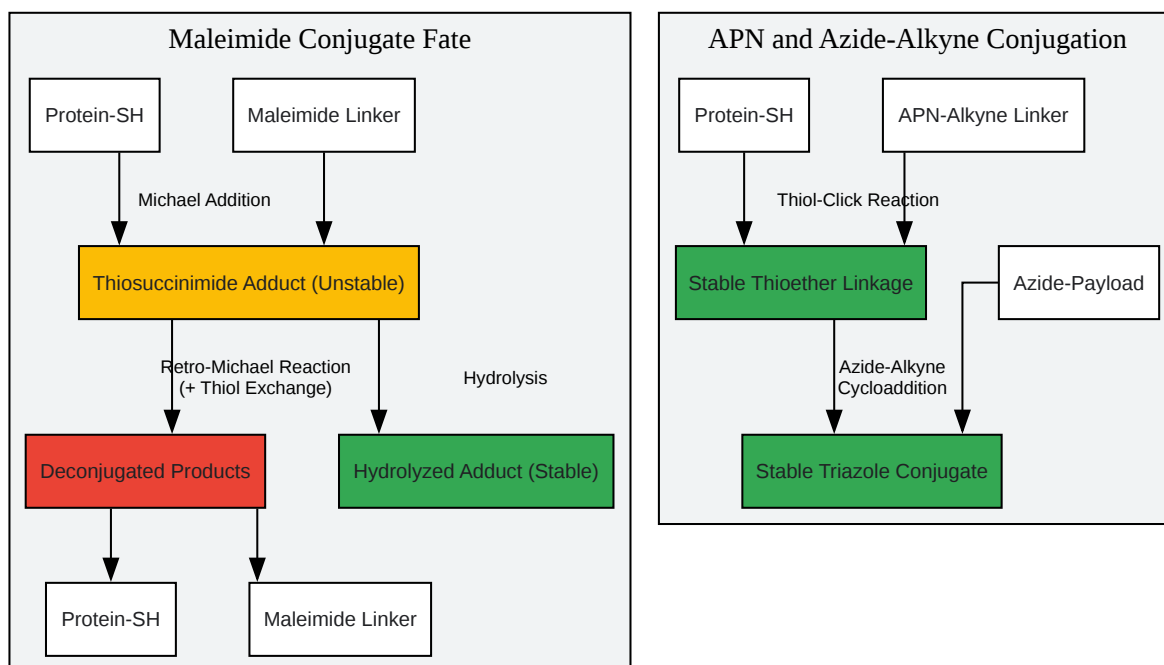 Maleimide Conjugate Fate
Protein-SH
Maleimide Linker
Michael Addition
Thiosuccinimide Adduct (Unstable)
Retro-Michael Reaction
(+ Thiol Exchange)
Hydrolysis
Deconjugated Products
Hydrolyzed Adduct (Stable)
Protein-SH
Maleimide Linker
APN and Azide-Alkyne Conjugation
Protein-SH
APN-Alkyne Linker
Thiol-Click Reaction
Stable Thioether Linkage
Azide-Payload
Azide-Alkyne
Cycloaddition
Stable Triazole Conjugate